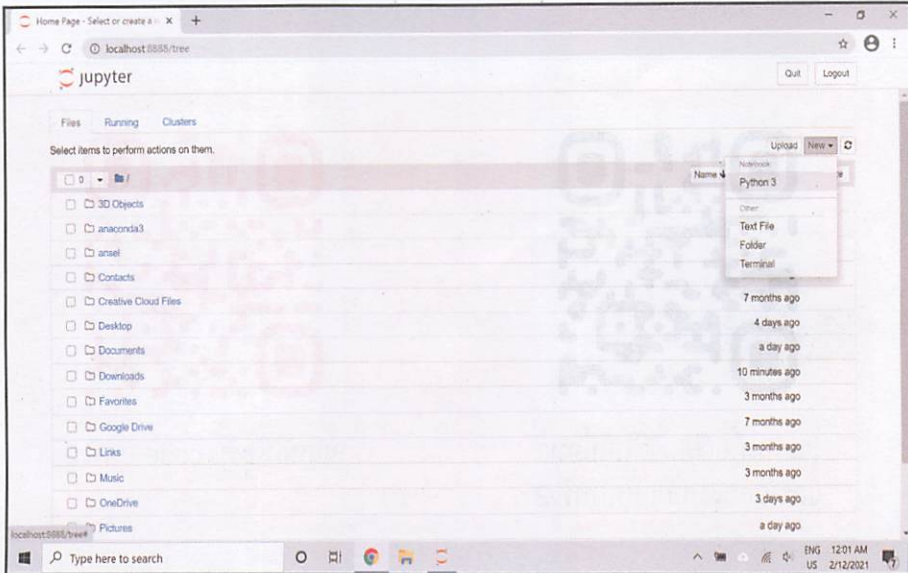 Home Page - Select or create a
localhost:8888/tree
jupyter
Quit Logout
Files Running Clusters
Select items to perform actions on them.
Upload New
0 /
Name
Notebook
Python 3
Other
Text File
Folder
Terminal
3D Objects
anaconda3
ansel
Contacts
Creative Cloud Files 7 months ago
Desktop 4 days ago
Documents a day ago
Downloads 10 minutes ago
Favorites 3 months ago
Google Drive 7 months ago
Links 3 months ago
Music 3 months ago
OneDrive 3 days ago
Pictures a day ago
localhost:8888/tree#
Type here to search
ENG 12:01 AM
US 2/12/2021